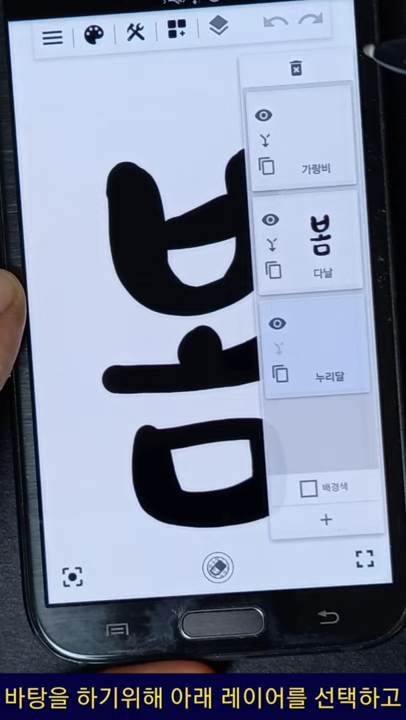 가랑비
봄
다날
누리달
배경색
봄
바탕을 하기위해 아래 레이어를 선택하고